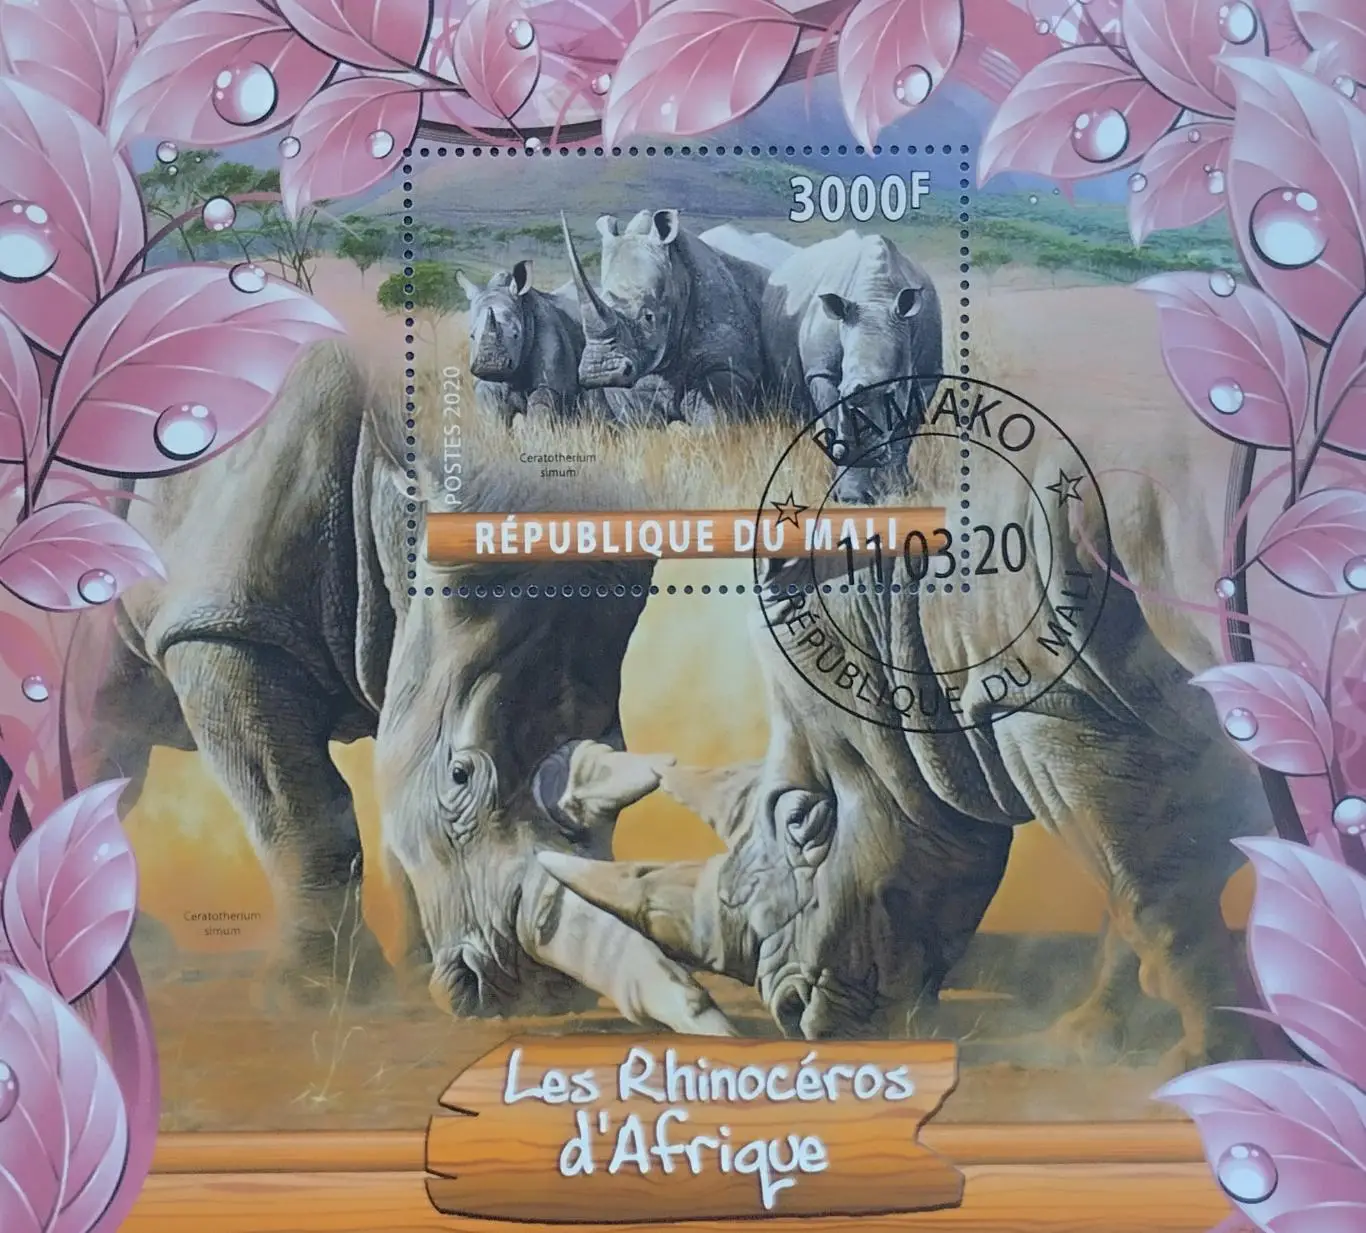 3000F
POSTES 2020
Ceratotherium
simum
RÉPUBLIQUE DU MALI
BAMAKO
11.03.20
RÉPUBLIQUE DU MALI
Ceratotherium
simum
Les Rhinocéros
d'Afrique